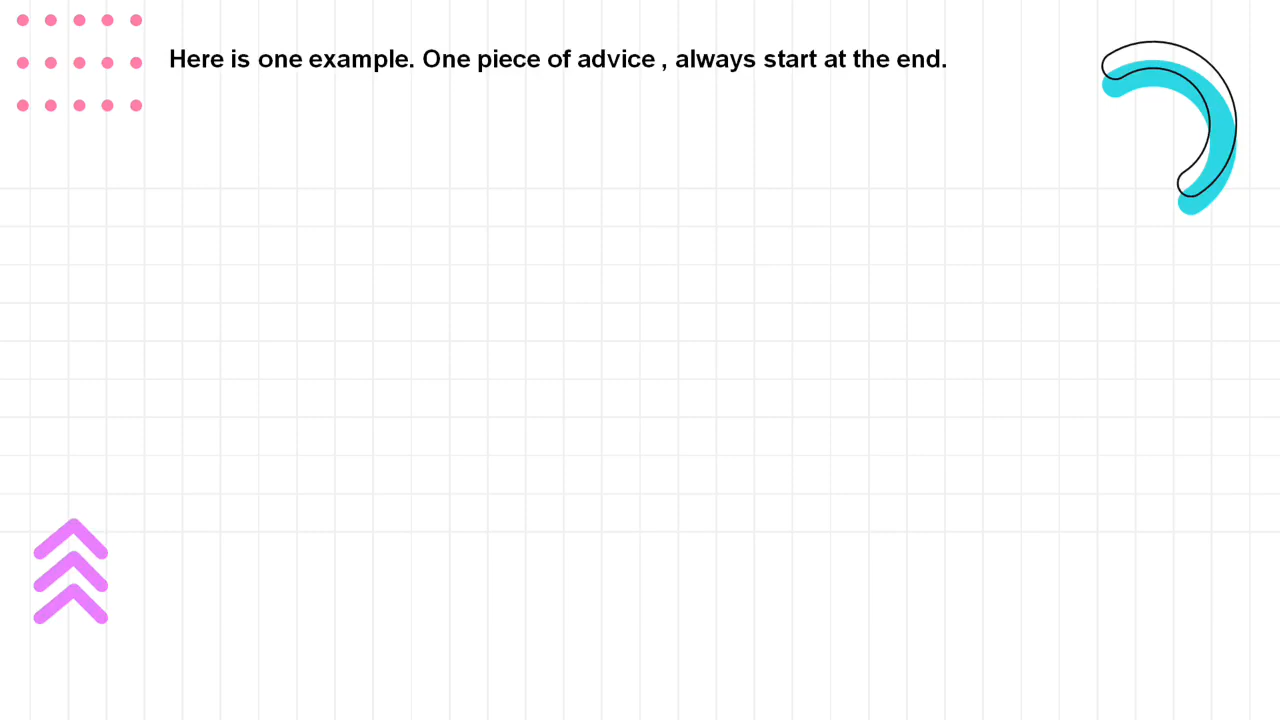 Here is one example. One piece of advice , always start at the end.